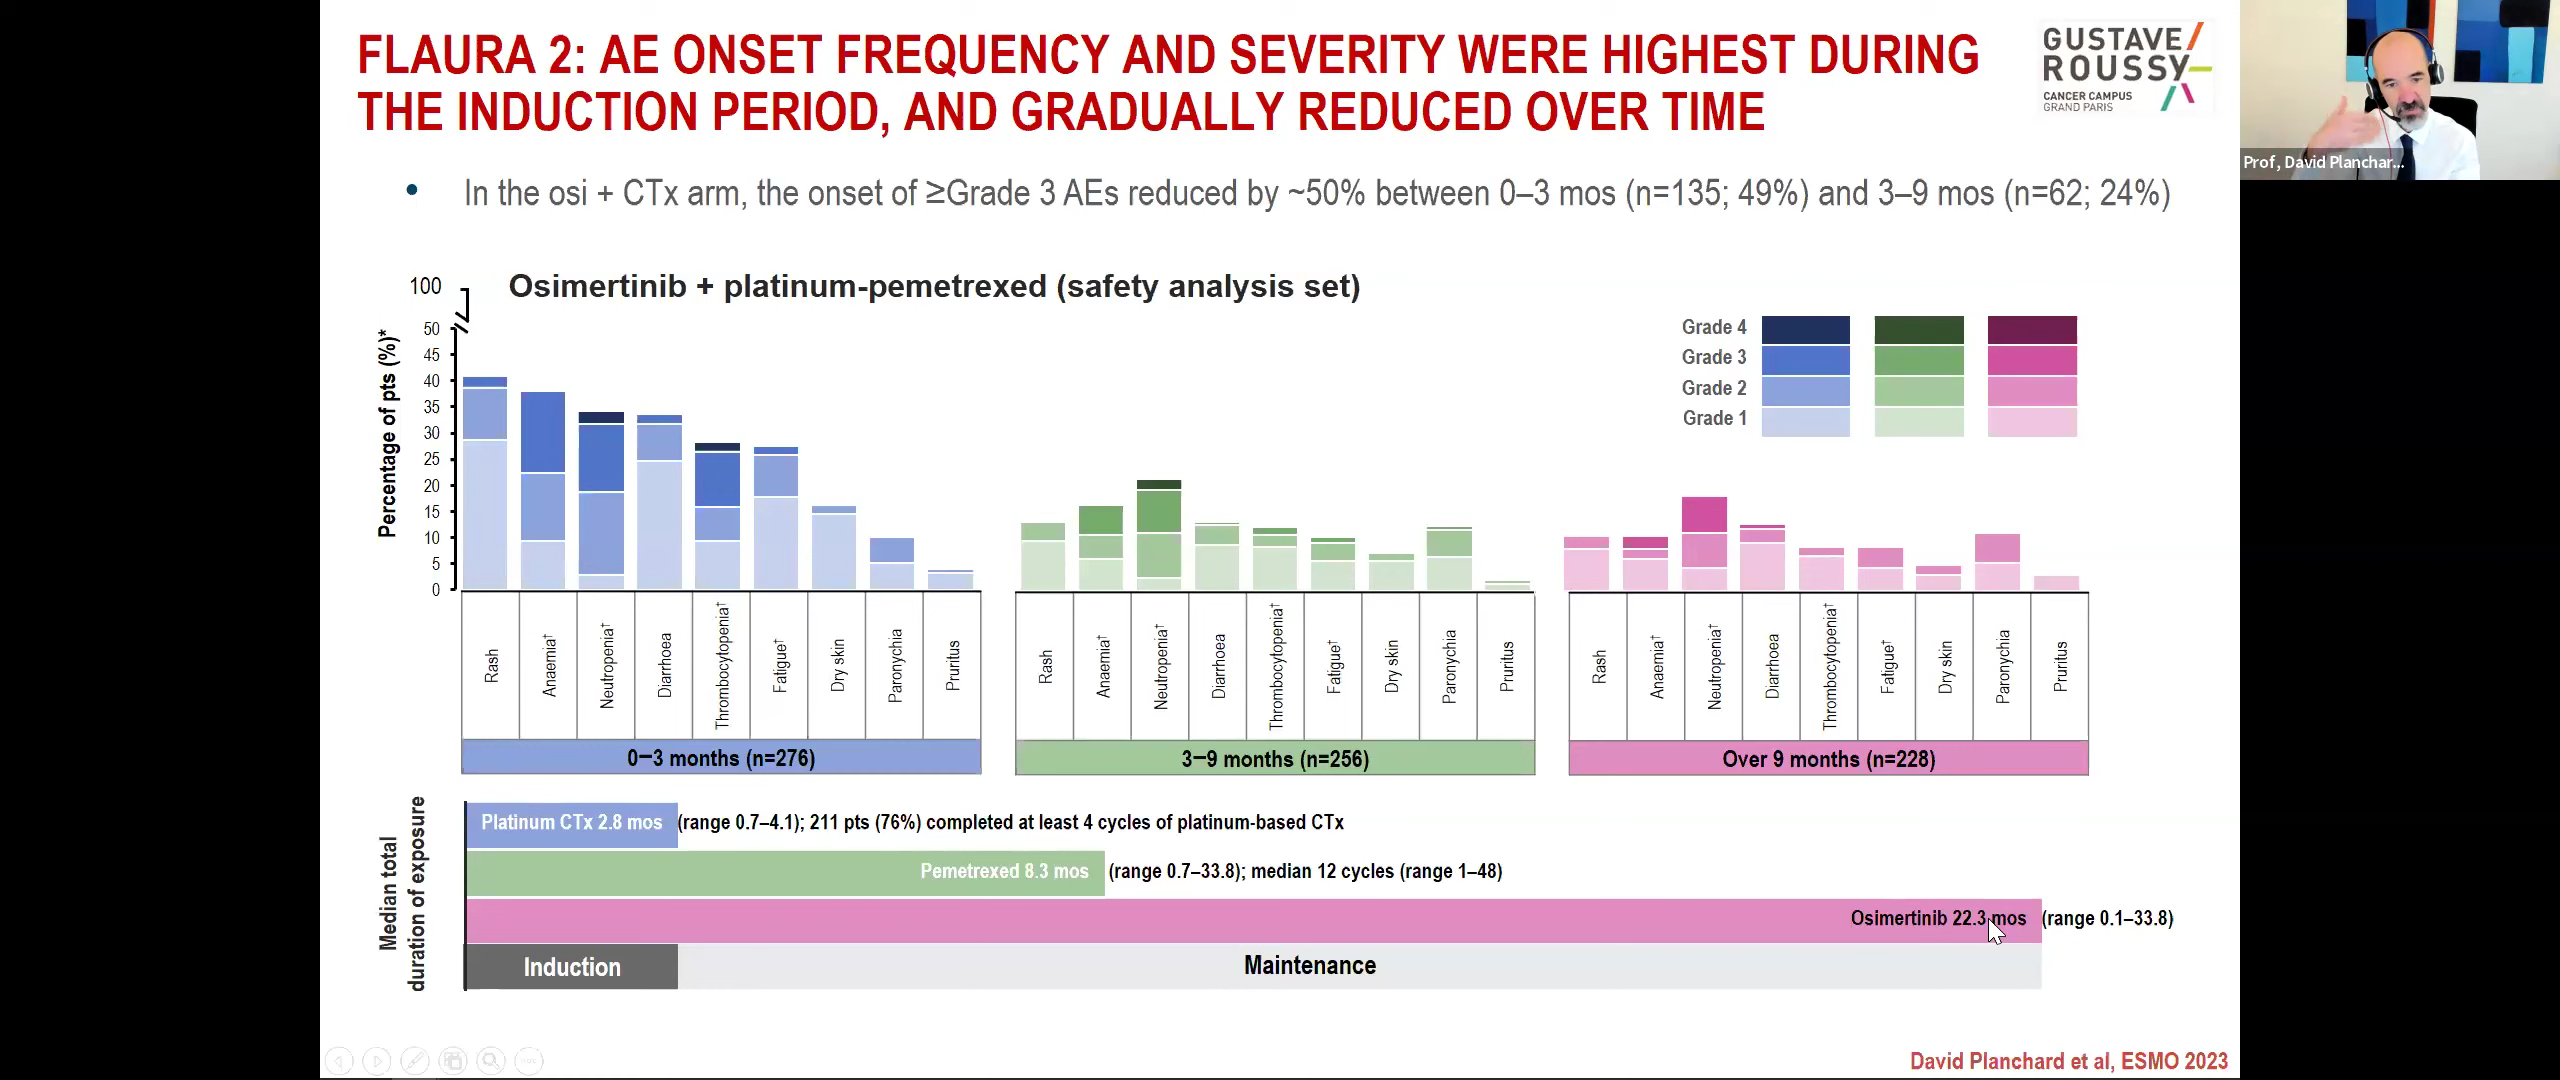 FLAURA 2: AE ONSET FREQUENCY AND SEVERITY WERE HIGHEST DURING
THE INDUCTION PERIOD, AND GRADUALLY REDUCED OVER TIME
GUSTAVE/
ROUSSY
CANCER CAMPUS
GRAND PARIS
Prof, David Planchar...
• In the osi + CTx arm, the onset of ≥Grade 3 AEs reduced by ~50% between 0–3 mos (n=135; 49%) and 3–9 mos (n=62; 24%)
Osimertinib + platinum-pemetrexed (safety analysis set)
Percentage of pts (%)*
100
50
45
40
35
30
25
20
15
10
5
0
Grade 4
Grade 3
Grade 2
Grade 1
Rash
Anaemia†
Neutropenia†
Diarrhoea
Thrombocytopenia†
Fatigue†
Dry skin
Paronychia
Pruritus
0–3 months (n=276)
Rash
Anaemia†
Neutropenia†
Diarrhoea
Thrombocytopenia†
Fatigue†
Dry skin
Paronychia
Pruritus
3–9 months (n=256)
Rash
Anaemia†
Neutropenia†
Diarrhoea
Thrombocytopenia†
Fatigue†
Dry skin
Paronychia
Pruritus
Over 9 months (n=228)
Median total
duration of exposure
Platinum CTx 2.8 mos (range 0.7–4.1); 211 pts (76%) completed at least 4 cycles of platinum-based CTx
Pemetrexed 8.3 mos (range 0.7–33.8); median 12 cycles (range 1–48)
Osimertinib 22.3 mos (range 0.1–33.8)
Induction
Maintenance
David Planchard et al, ESMO 2023